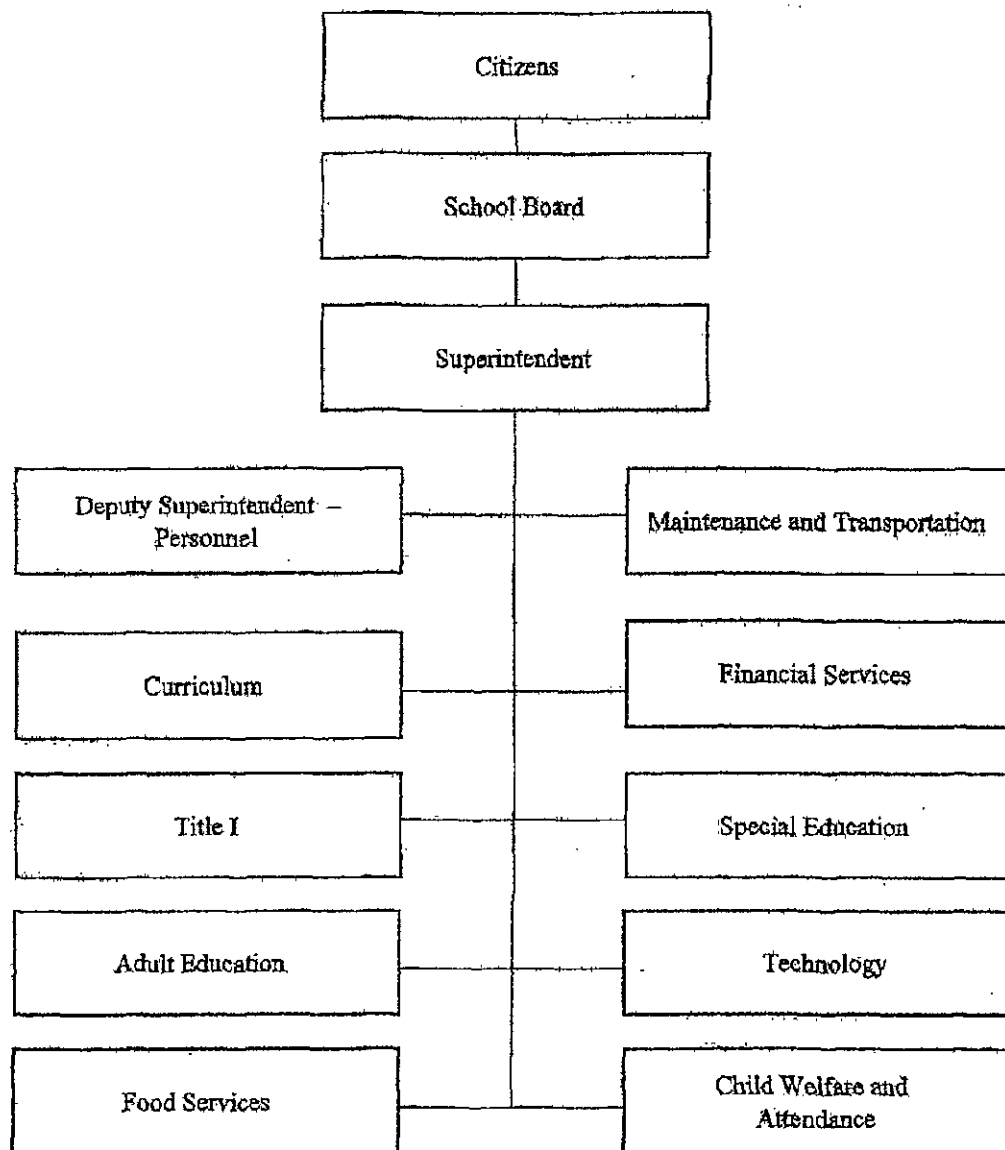 Citizens
School Board
Superintendent
Deputy Superintendent –
Personnel
Maintenance and Transportation
Curriculum
Financial Services
Title I
Special Education
Adult Education
Technology
Food Services
Child Welfare and
Attendance